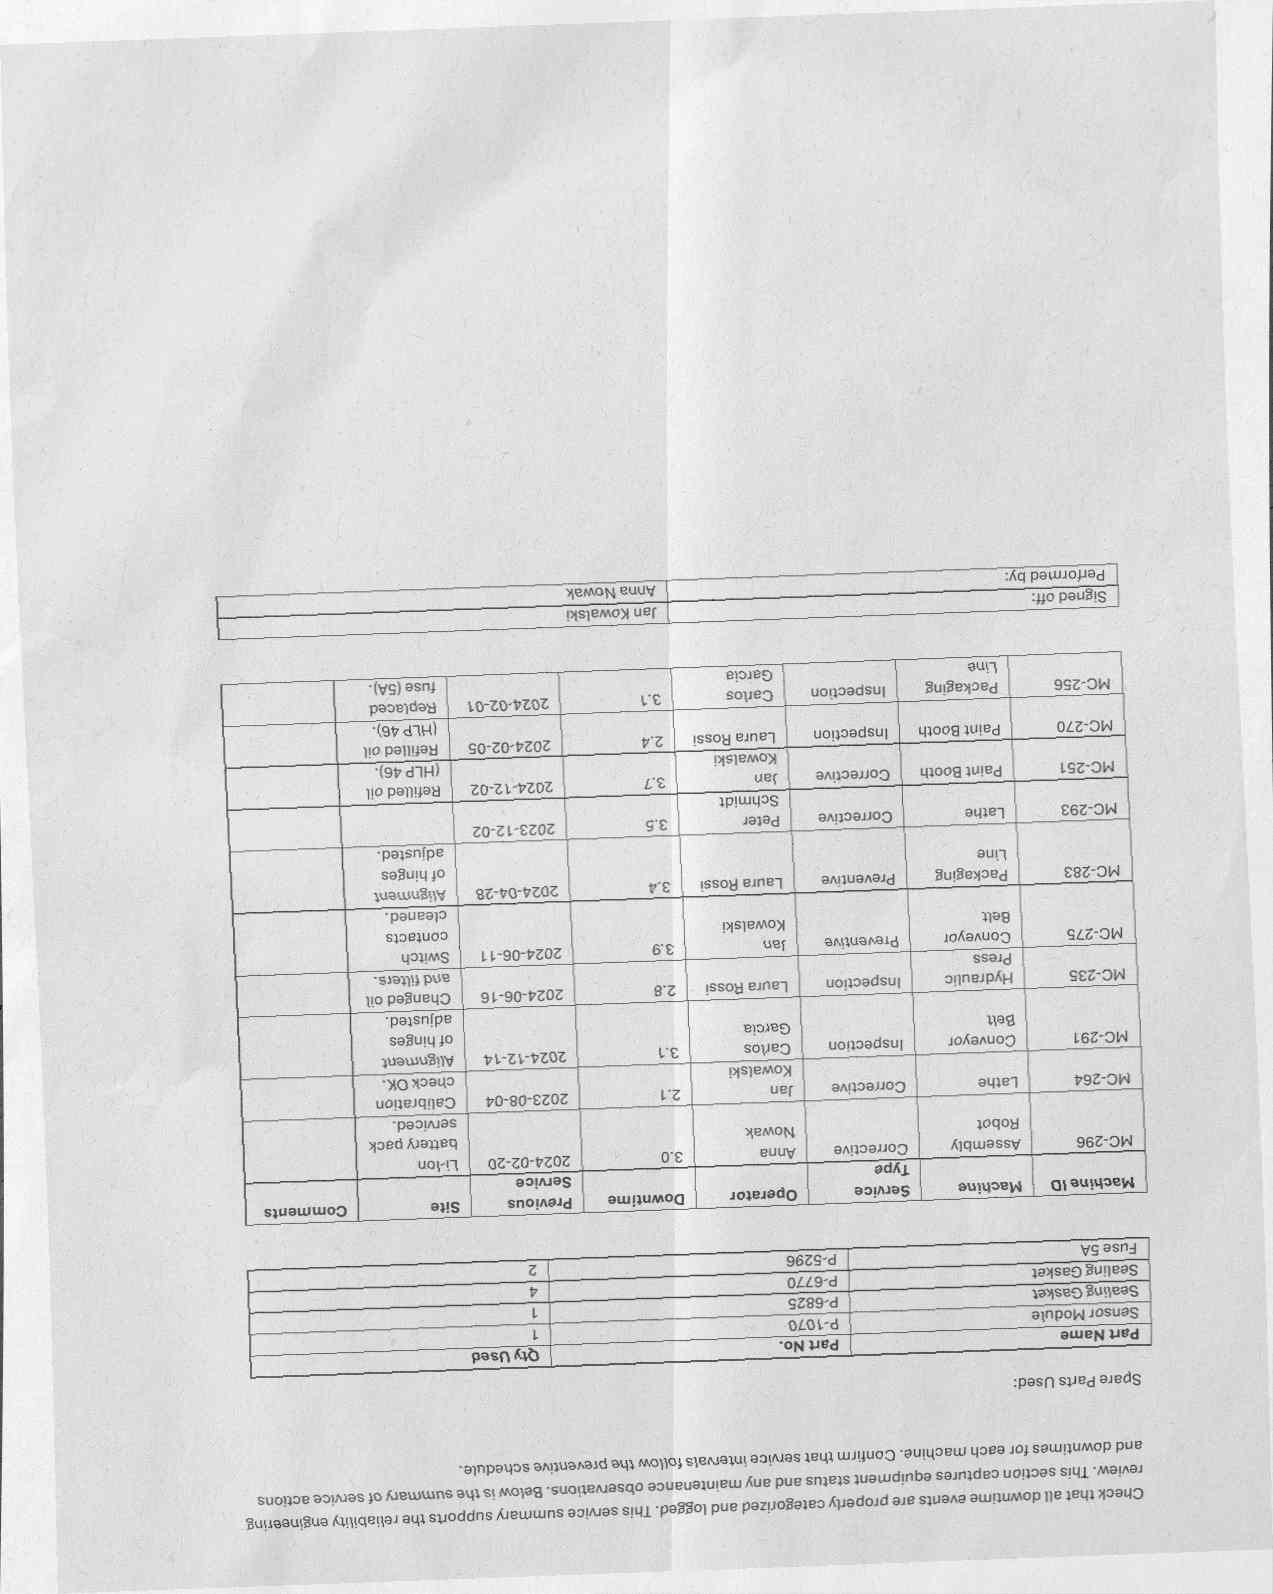 Check that all downtime events are properly categorized and logged. This service summary supports the reliability engineering
review. This section captures equipment status and any maintenance observations. Below is the summary of service actions
and downtimes for each machine. Confirm that service intervals follow the preventive schedule.
Spare Parts Used:
Part Name Part No. Qty Used
Sensor Module P-1070 1
Sealing Gasket P-6825 1
Sealing Gasket P-6770 4
Fuse 5A P-5296 2
Machine ID Machine Service Type Operator Downtime Previous Service Site Comments
MC-296 Assembly Robot Corrective Anna Nowak 3.0 2024-02-20 Li-Ion battery pack serviced.
MC-264 Lathe Corrective Jan Kowalski 2.1 2023-08-04 Calibration check OK.
MC-291 Conveyor Belt Inspection Carlos Garcia 3.1 2024-12-14 Alignment of hinges adjusted.
MC-235 Hydraulic Press Inspection Laura Rossi 2.8 2024-06-16 Changed oil and filters.
MC-275 Conveyor Belt Preventive Jan Kowalski 3.9 2024-06-11 Switch contacts cleaned.
MC-283 Packaging Line Preventive Laura Rossi 3.4 2024-04-28 Alignment of hinges adjusted.
MC-293 Lathe Corrective Peter Schmidt 3.5 2023-12-02
MC-251 Paint Booth Corrective Jan Kowalski 3.7 2024-12-02 Refilled oil (HLP 46).
MC-270 Paint Booth Inspection Laura Rossi 2.4 2024-02-05 Refilled oil (HLP 46).
MC-256 Packaging Line Inspection Carlos Garcia 3.1 2024-02-01 Replaced fuse (5A).
Signed off: Jan Kowalski
Performed by: Anna Nowak